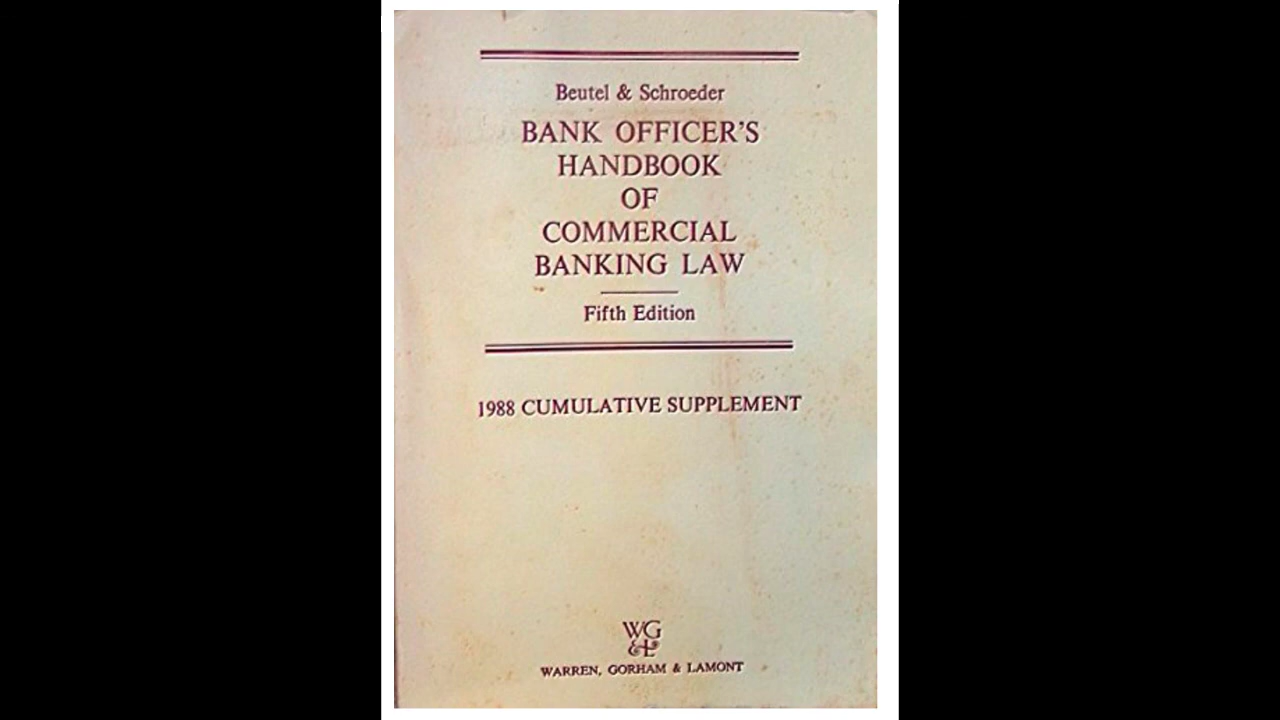 Beutel & Schroeder
BANK OFFICER'S
HANDBOOK
OF
COMMERCIAL
BANKING LAW
Fifth Edition
1988 CUMULATIVE SUPPLEMENT
WG
&L
WARREN, GORHAM & LAMONT